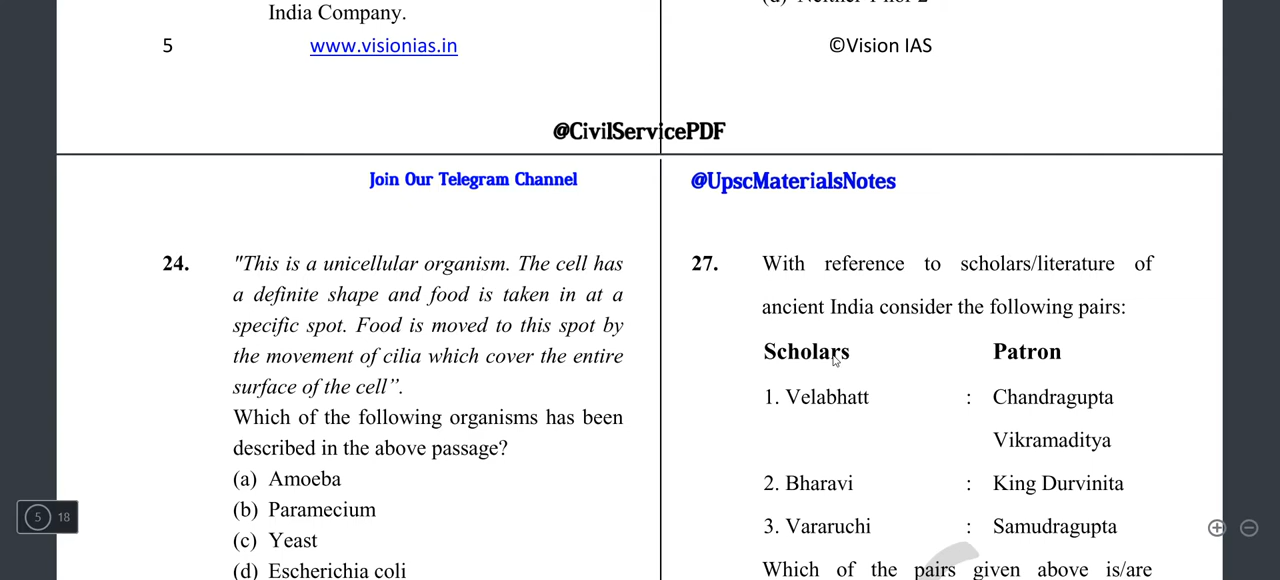 India Company.
5 www.visionias.in ©Vision IAS
@CivilServicePDF
Join Our Telegram Channel @UpscMaterialsNotes
24. "This is a unicellular organism. The cell has
a definite shape and food is taken in at a
specific spot. Food is moved to this spot by
the movement of cilia which cover the entire
surface of the cell”.
Which of the following organisms has been
described in the above passage?
(a) Amoeba
(b) Paramecium
(c) Yeast
(d) Escherichia coli
27. With reference to scholars/literature of
ancient India consider the following pairs:
Scholars Patron
1. Velabhatt : Chandragupta
Vikramaditya
2. Bharavi : King Durvinita
3. Vararuchi : Samudragupta
Which of the pairs given above is/are
5 18